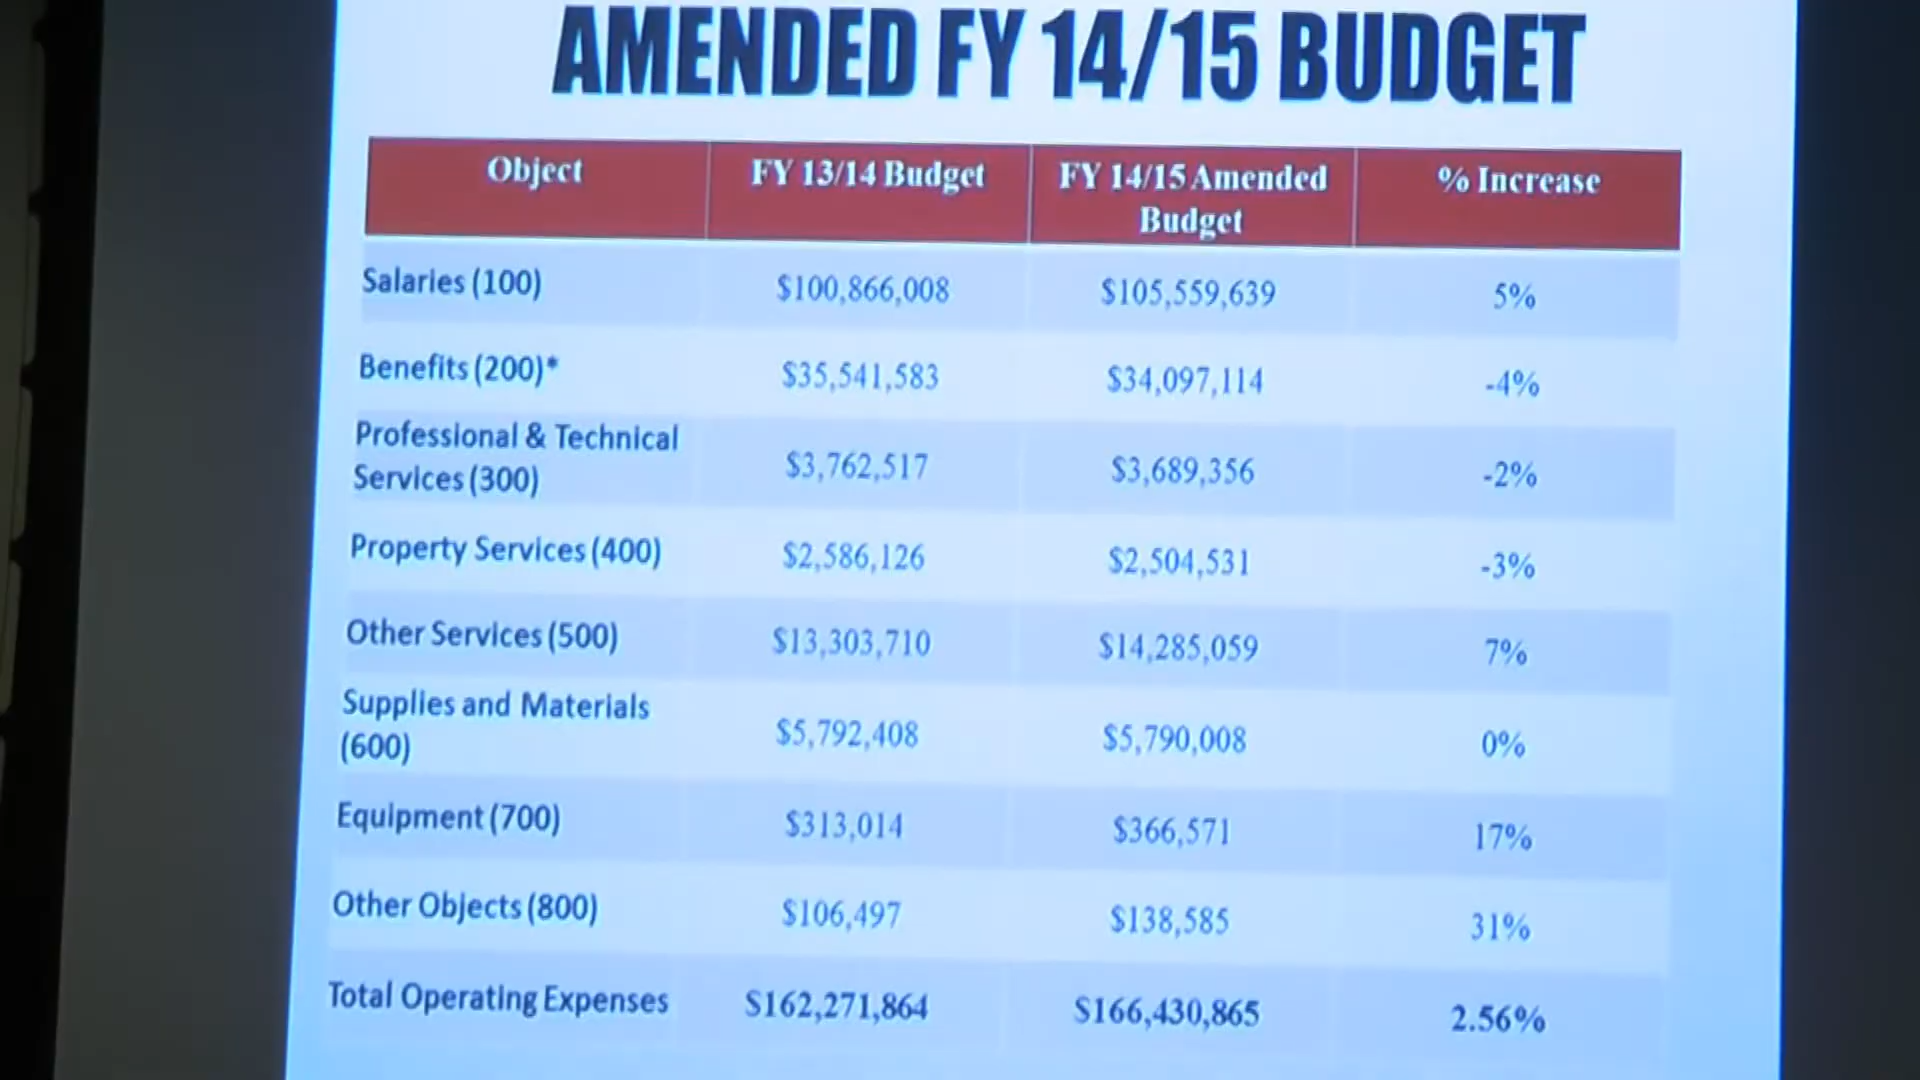 AMENDED FY 14/15 BUDGET
Object FY 13/14 Budget FY 14/15 Amended Budget % Increase
Salaries (100) $100,866,008 $105,559,639 5%
Benefits (200)* $35,541,583 $34,097,114 -4%
Professional & Technical Services (300) $3,762,517 $3,689,356 -2%
Property Services (400) $2,586,126 $2,504,531 -3%
Other Services (500) $13,303,710 $14,285,059 7%
Supplies and Materials (600) $5,792,408 $5,790,008 0%
Equipment (700) $313,014 $366,571 17%
Other Objects (800) $106,497 $138,585 31%
Total Operating Expenses $162,271,864 $166,430,865 2.56%